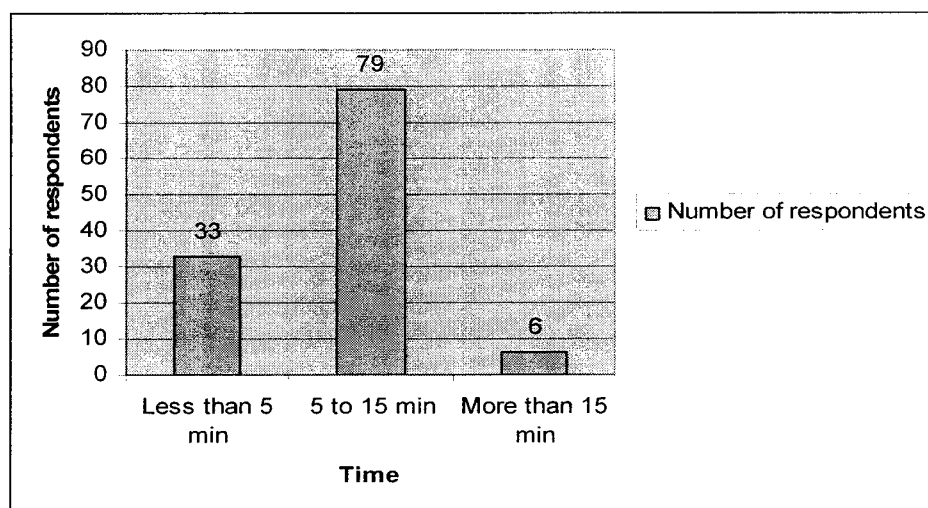 Number of respondents
90
80
70
60
50
40
30
20
10
0
33
79
6
Less than 5
min
5 to 15 min
More than 15
min
Time
Number of respondents